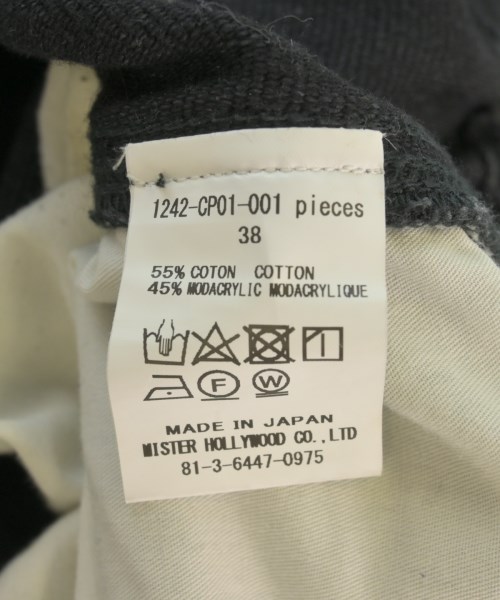 1242-CP01-001 pieces
38
55% COTON COTTON
45% MODACRYLIC MODACRYLIQUE
F W
MADE IN JAPAN
MISTER HOLLYWOOD CO.,LTD
81-3-6447-0975